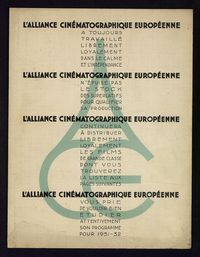 L'ALLIANCE CINÉMATOGRAPHIQUE EUROPÉENNE
A TOUJOURS
TRAVAILLÉ
LIBREMENT
LOYALEMENT
DANS LE CALME
ET L'INDÉPENDANCE
L'ALLIANCE CINÉMATOGRAPHIQUE EUROPÉENNE
N'ÉPUISE PAS
LE STOCK
DES SUPERLATIFS
POUR QUALIFIER
SA PRODUCTION
L'ALLIANCE CINÉMATOGRAPHIQUE EUROPÉENNE
CONTINUERA
A DISTRIBUER
LIBREMENT
LOYALEMENT
LES FILMS
DE GRANDE CLASSE
DONT VOUS
TROUVEREZ
LA LISTE AUX
PAGES SUIVANTES
L'ALLIANCE CINÉMATOGRAPHIQUE EUROPÉENNE
VOUS PRIE
DE VOULOIR BIEN
ÉTUDIER
ATTENTIVEMENT
SON PROGRAMME
POUR 1931-32